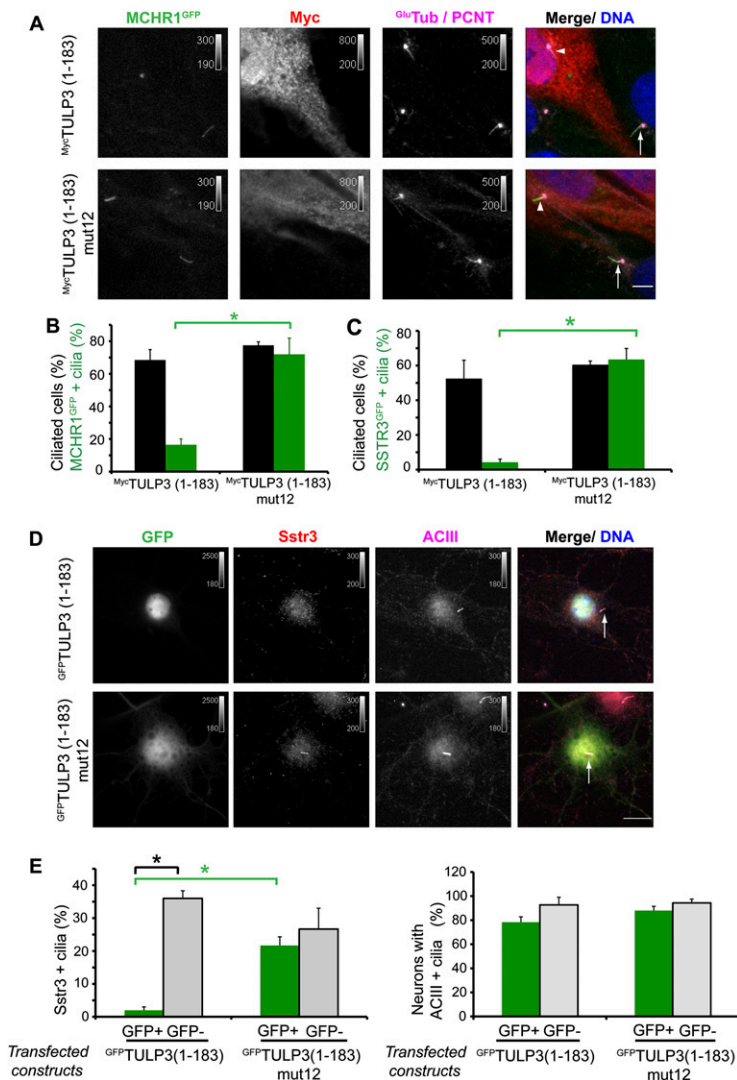 A
MCHR1GFP Myc GluTub / PCNT Merge/ DNA
MycTULP3 (1-183)
300
190
800
200
500
200
MycTULP3 (1-183)
mut12
300
190
800
200
500
200
B
Ciliated cells (%)
MCHR1GFP + cilia (%)
80
60
40
20
0
*
MycTULP3 (1-183) MycTULP3 (1-183)
mut12
C
Ciliated cells (%)
SSTR3GFP + cilia (%)
80
60
40
20
0
*
MycTULP3 (1-183) MycTULP3 (1-183)
mut12
D
GFP Sstr3 ACIII Merge/ DNA
GFPTULP3 (1-183)
2500
180
300
200
300
180
GFPTULP3 (1-183)
mut12
2500
180
300
200
300
180
E
Sstr3 + cilia (%)
40
30
20
10
0
*
*
GFP+ GFP- GFP+ GFP-
Transfected
constructs
GFPTULP3(1-183) GFPTULP3(1-183)
mut12
Neurons with
ACIII + cilia (%)
120
100
80
60
40
20
0
GFP+ GFP- GFP+ GFP-
Transfected
constructs
GFPTULP3(1-183) GFPTULP3(1-183)
mut12